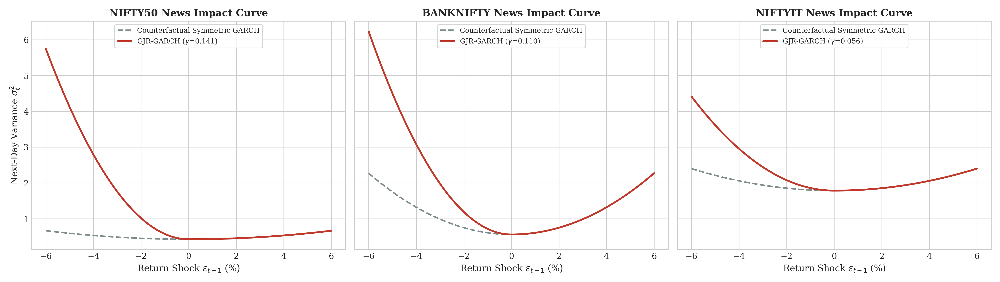 NIFTY50 News Impact Curve
Counterfactual Symmetric GARCH
GJR-GARCH (γ=0.141)
Next-Day Variance σ²ₜ
6
5
4
3
2
1
−6 −4 −2 0 2 4 6
Return Shock εₜ₋₁ (%)
BANKNIFTY News Impact Curve
Counterfactual Symmetric GARCH
GJR-GARCH (γ=0.110)
−6 −4 −2 0 2 4 6
Return Shock εₜ₋₁ (%)
NIFTYIT News Impact Curve
Counterfactual Symmetric GARCH
GJR-GARCH (γ=0.056)
−6 −4 −2 0 2 4 6
Return Shock εₜ₋₁ (%)